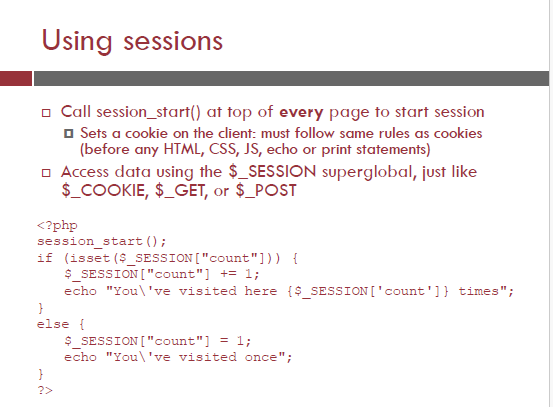 Using sessions
Call session_start() at top of every page to start session
Sets a cookie on the client: must follow same rules as cookies
(before any HTML, CSS, JS, echo or print statements)
Access data using the $_SESSION superglobal, just like
$_COOKIE, $_GET, or $_POST
<?php
session_start();
if (isset($_SESSION["count"])) {
    $_SESSION["count"] += 1;
    echo "You\'ve visited here {$_SESSION['count']} times";
}
else {
    $_SESSION["count"] = 1;
    echo "You\'ve visited once";
}
?>